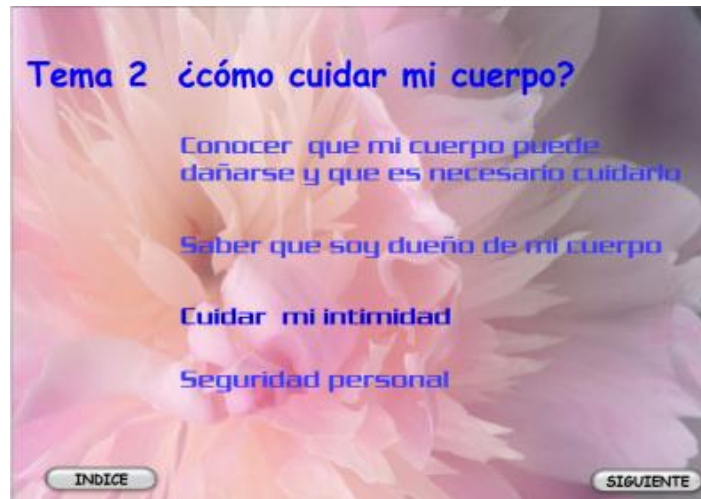 Tema 2 ¿cómo cuidar mi cuerpo?
Conocer que mi cuerpo puede
dañarse y que es necesario cuidarlo
Saber que soy dueño de mi cuerpo
Cuidar mi intimidad
Seguridad personal
INDICE
SIGUIENTE